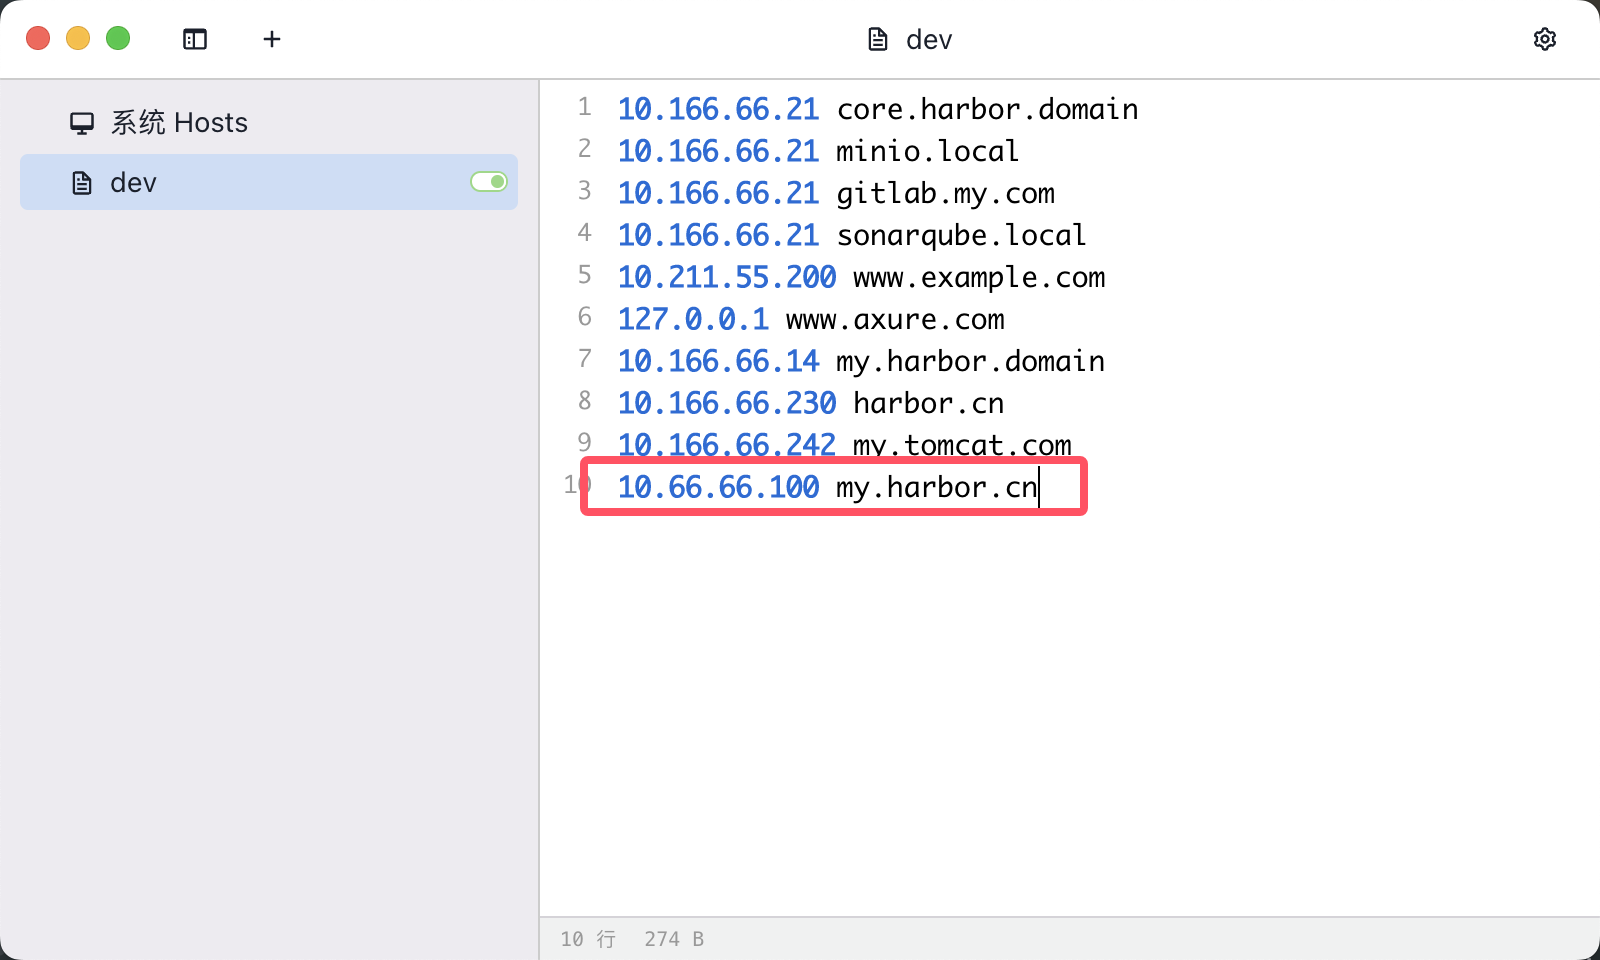 dev
系统 Hosts
dev
1 10.166.66.21 core.harbor.domain
2 10.166.66.21 minio.local
3 10.166.66.21 gitlab.my.com
4 10.166.66.21 sonarqube.local
5 10.211.55.200 www.example.com
6 127.0.0.1 www.axure.com
7 10.166.66.14 my.harbor.domain
8 10.166.66.230 harbor.cn
9 10.166.66.242 my.tomcat.com
10 10.66.66.100 my.harbor.cn
10 行 274 B